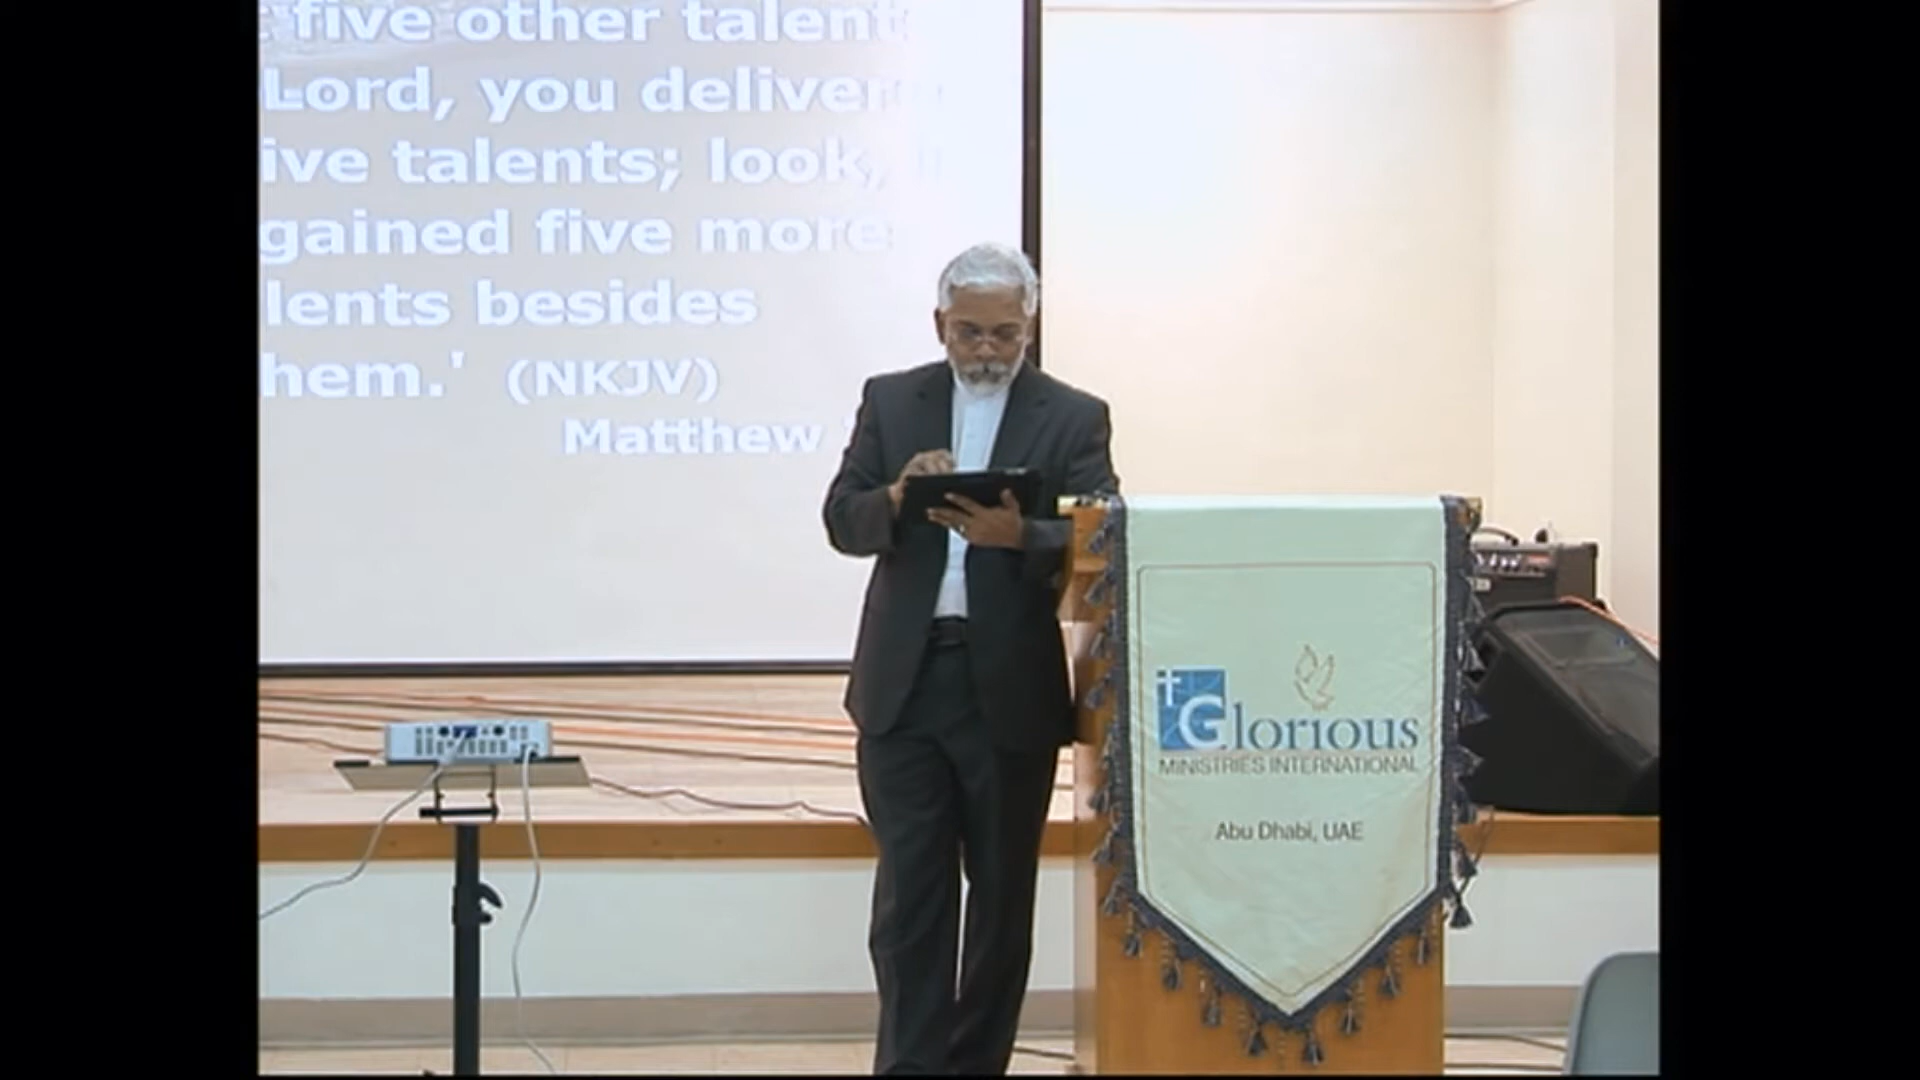 five other talent
Lord, you deliver
ive talents; look,
gained five more
lents besides
hem.' (NKJV)
Matthew
Glorious
MINISTRIES INTERNATIONAL
Abu Dhabi, UAE